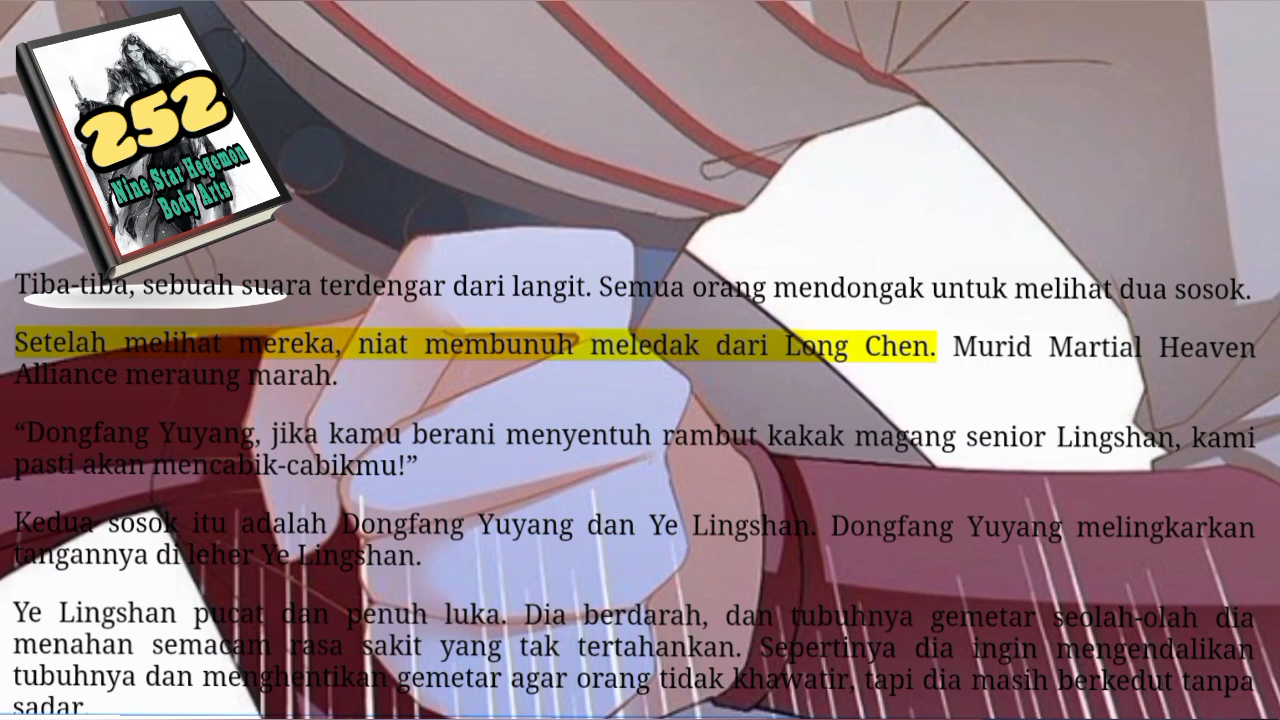 252
Nine Star Hegemon
Body Arts
Tiba-tiba, sebuah suara terdengar dari langit. Semua orang mendongak untuk melihat dua sosok.
Setelah melihat mereka, niat membunuh meledak dari Long Chen. Murid Martial Heaven
Alliance meraung marah.
“Dongfang Yuyang, jika kamu berani menyentuh rambut kakak magang senior Lingshan, kami
pasti akan mencabik-cabikmu!”
Kedua sosok itu adalah Dongfang Yuyang dan Ye Lingshan. Dongfang Yuyang melingkarkan
tangannya di leher Ye Lingshan.
Ye Lingshan pucat dan penuh luka. Dia berdarah, dan tubuhnya gemetar seolah-olah dia
menahan semacam rasa sakit yang tak tertahankan. Sepertinya dia ingin mengendalikan
tubuhnya dan menghentikan gemetar agar orang tidak khawatir, tapi dia masih berkedut tanpa
sadar.